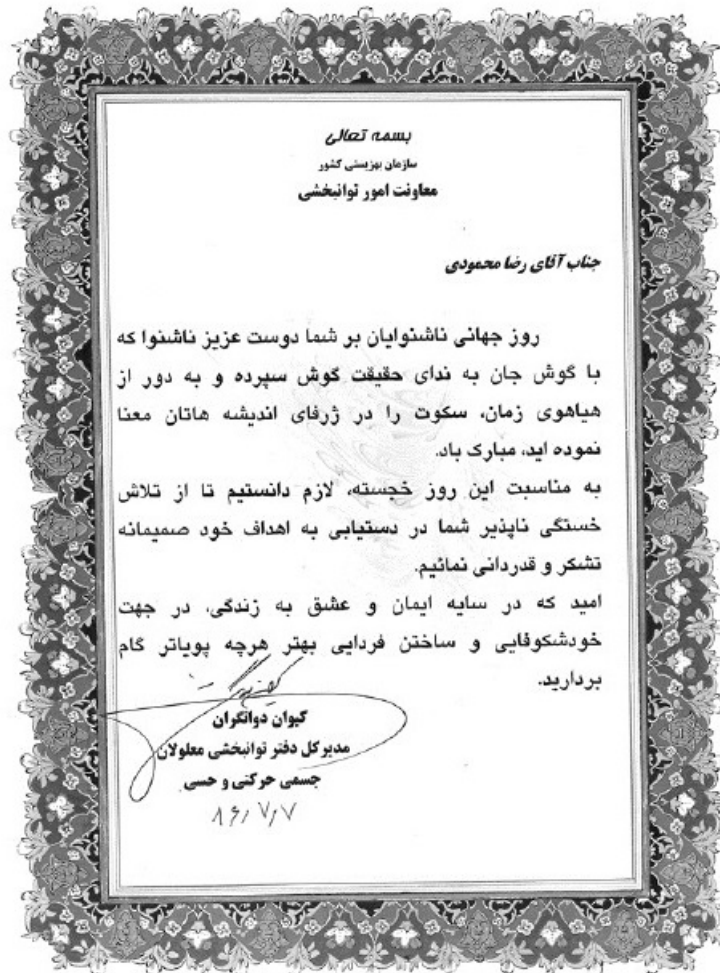 بسمه تعالی
سازمان بهزیستی کشور
معاونت امور توانبخشی
جناب آقای رضا محمودی
روز جهانی ناشنوایان بر شما دوست عزیز ناشنوا که
با گوش جان به ندای حقیقت گوش سپرده و به دور از
هیاهوی زمان، سکوت را در ژرفای اندیشه هاتان معنا
نموده اید، مبارک باد.
به مناسبت این روز خجسته، لازم دانستیم تا از تلاش
خستگی ناپذیر شما در دستیابی به اهداف خود صمیمانه
تشکر و قدردانی نمائیم.
امید که در سایه ایمان و عشق به زندگی، در جهت
خودشکوفایی و ساختن فردایی بهتر هرچه پویاتر گام
بردارید.
کیوان دواتگران
مدیرکل دفتر توانبخشی معلولان
جسمی حرکتی و حسی
۸۶/۷/۷